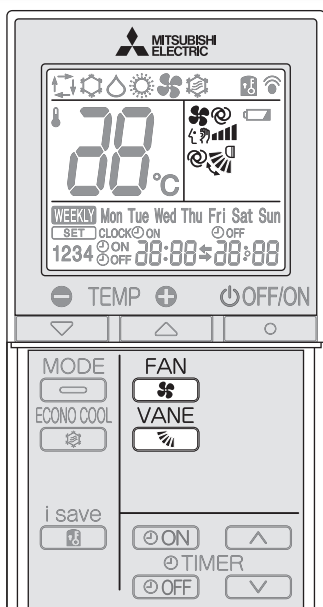 MITSUBISHI
ELECTRIC
88
°C
WEEKLY Mon Tue Wed Thu Fri Sat Sun
SET CLOCK ON OFF
1234 ON OFF 88:88 88:88
TEMP OFF/ON
MODE FAN
ECONO COOL VANE
i save
ON
TIMER
OFF